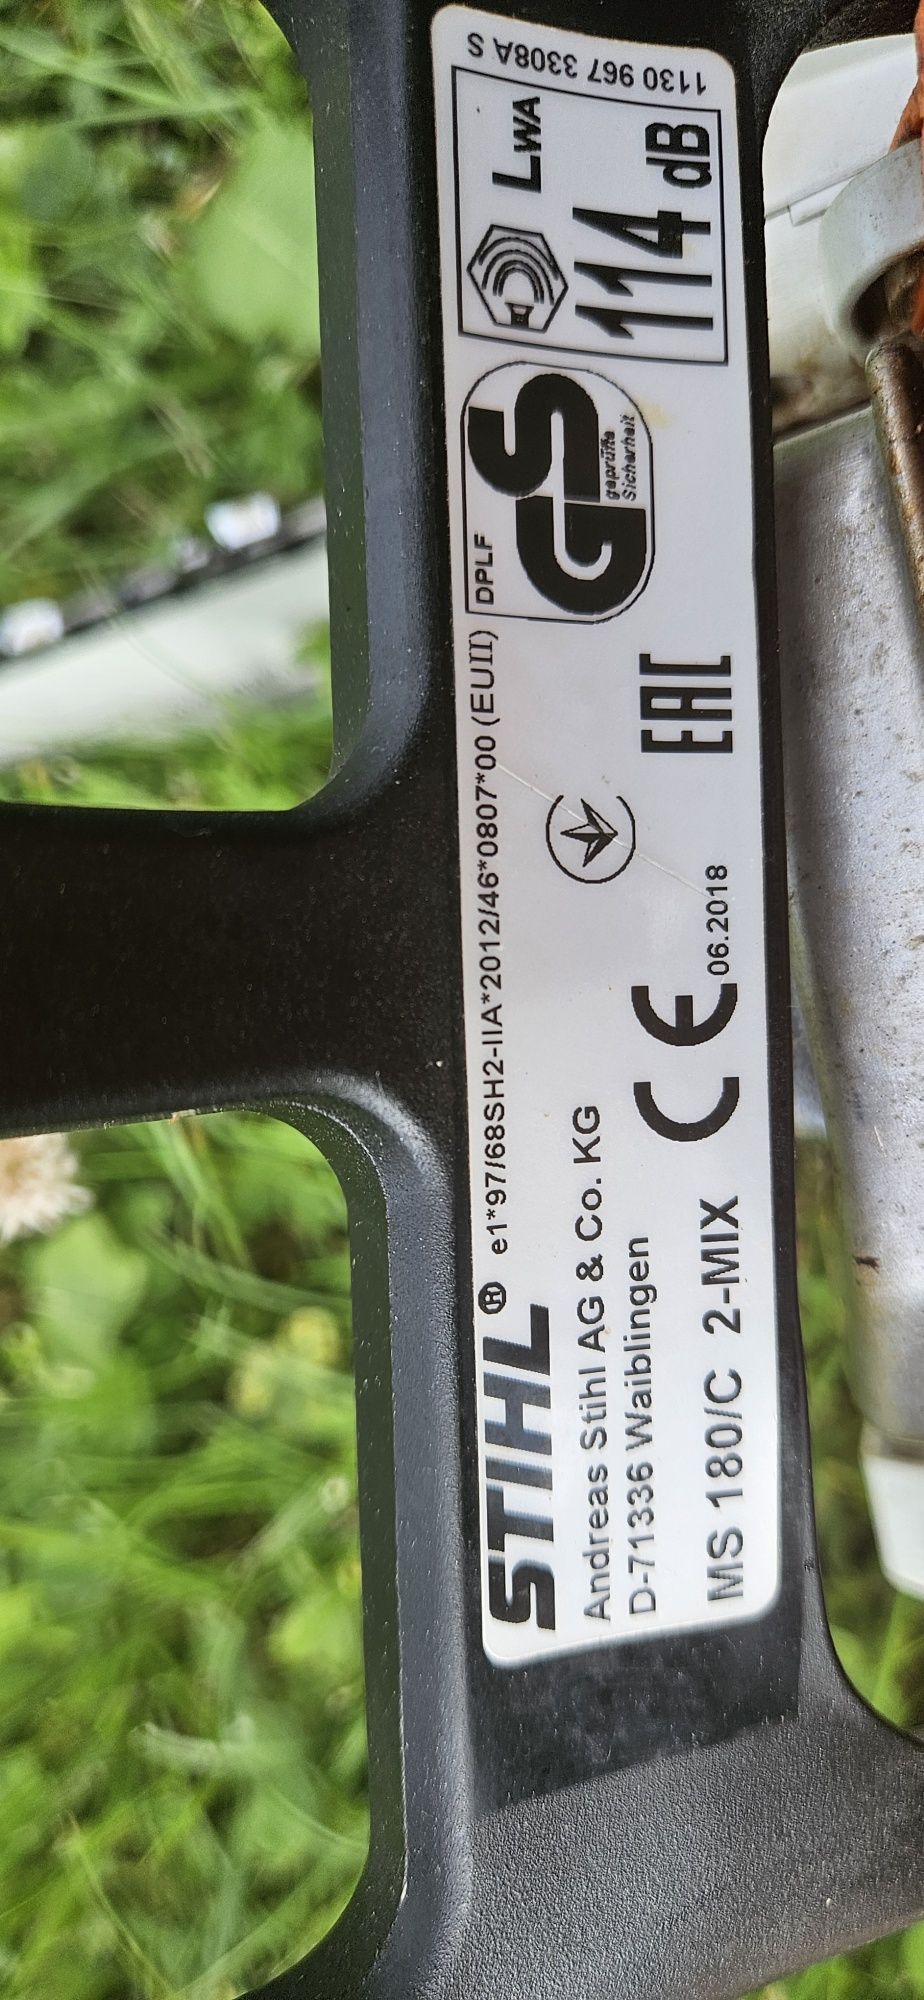 STIHL®
e1*97/68SH2-IIA*2012/46*0807*00 (EUII)
Andreas Stihl AG & Co. KG
D-71336 Waiblingen
MS 180/C 2-MIX
CE
06.2018
EAC
DPLF
GS
geprüfte
Sicherheit
LWA
114
dB
1130 967 3308A S